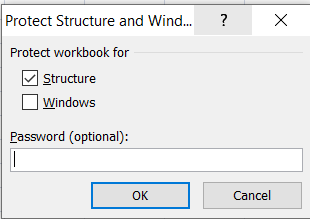 Protect Structure and Wind...
?
Protect workbook for
Structure
Windows
Password (optional):
OK
Cancel